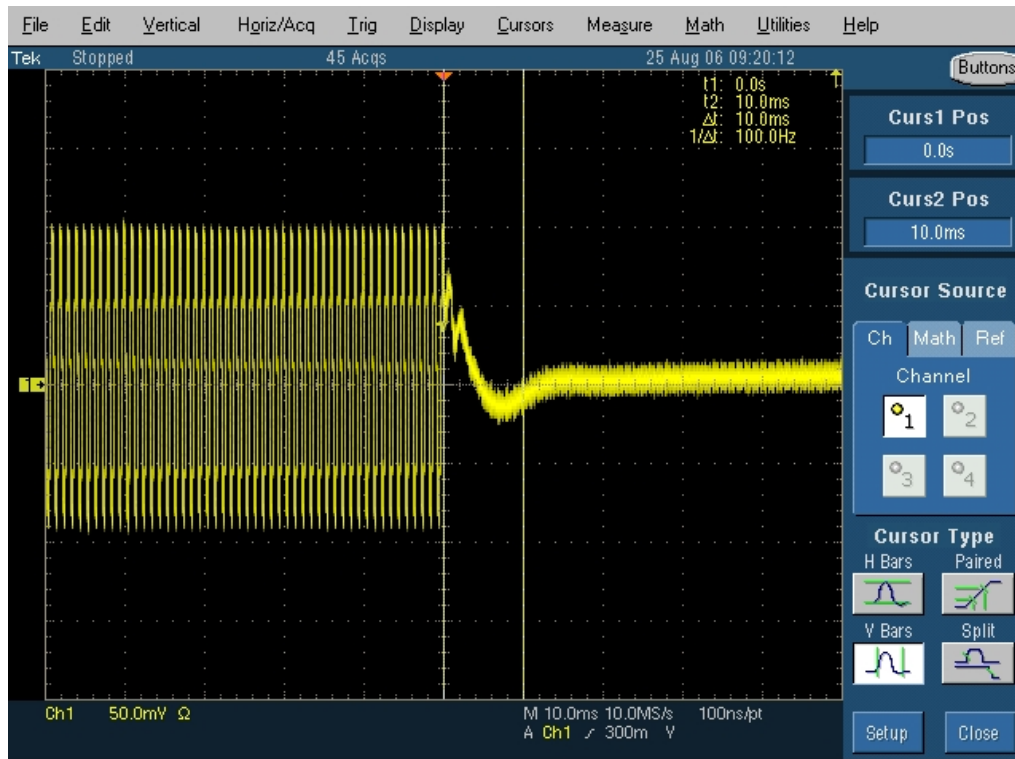 File Edit Vertical Horiz/Acq Trig Display Cursors Measure Math Utilities Help
Tek Stopped 45 Acqs 25 Aug 06 09:20:12
Buttons
t1: 0.0s
t2: 10.0ms
Δt: 10.0ms
1/Δt: 100.0Hz
Curs1 Pos
0.0s
Curs2 Pos
10.0ms
Cursor Source
Ch Math Ref
Channel
1 2
3 4
1
Cursor Type
H Bars Paired
V Bars Split
Ch1 50.0mV Ω
M 10.0ms 10.0MS/s 100ns/pt
A Ch1 300m V
Setup Close